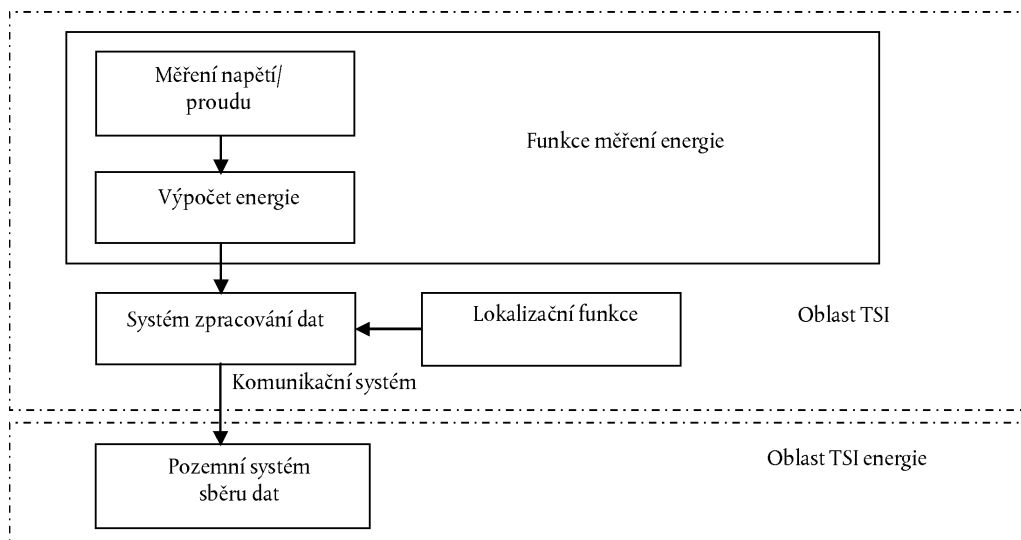 Měření napětí/
proudu
Funkce měření energie
Výpočet energie
Systém zpracování dat
Lokalizační funkce
Oblast TSI
Komunikační systém
Pozemní systém
sběru dat
Oblast TSI energie